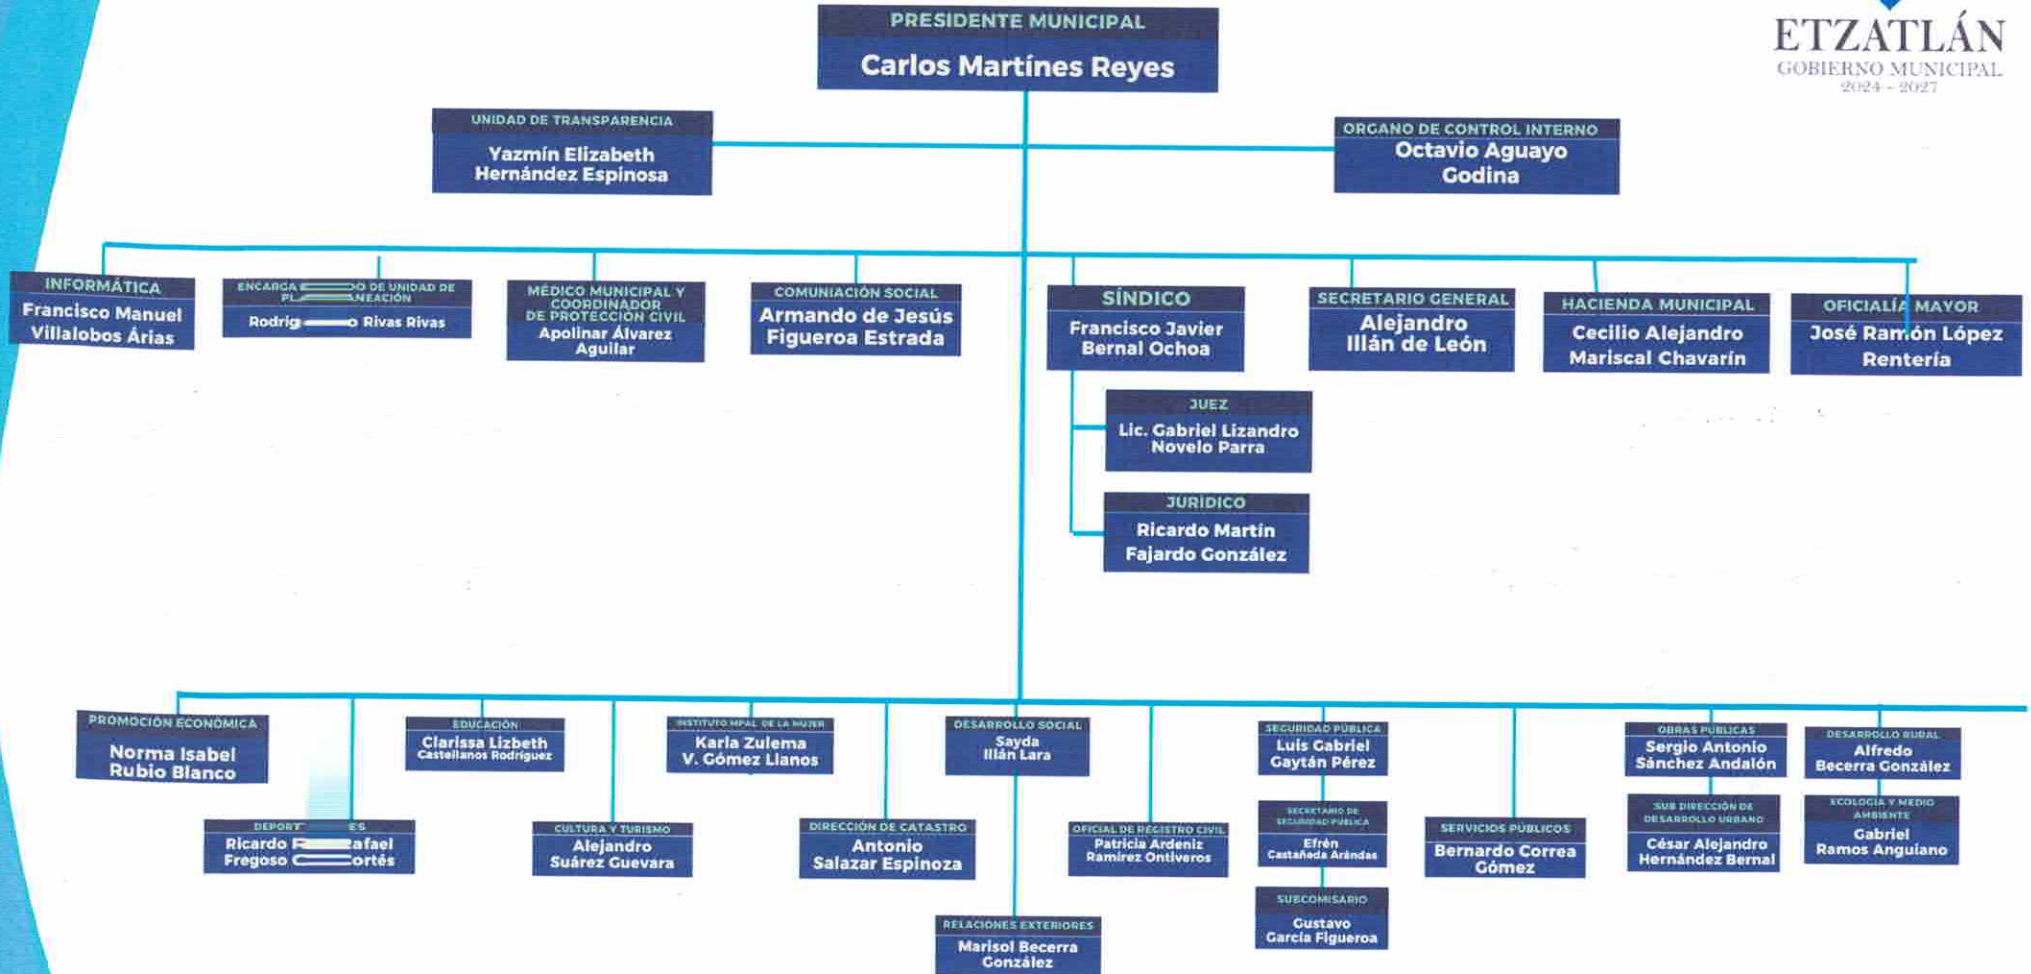 PRESIDENTE MUNICIPAL
Carlos Martínes Reyes
ETZATLÁN
GOBIERNO MUNICIPAL
2024 - 2027
UNIDAD DE TRANSPARENCIA
Yazmín Elizabeth
Hernández Espinosa
ORGANO DE CONTROL INTERNO
Octavio Aguayo
Godina
INFORMÁTICA
Francisco Manuel
Villalobos Árias
DO DE UNIDAD DE
Rivas Rivas
MÉDICO MUNICIPAL Y
COORDINADOR
DE PROTECCIÓN CIVIL
Apolinar Álvarez
Aguilar
COMUNIACIÓN SOCIAL
Armando de Jesús
Figueroa Estrada
SÍNDICO
Francisco Javier
Bernal Ochoa
SECRETARIO GENERAL
Alejandro
Illán de León
HACIENDA MUNICIPAL
Cecilio Alejandro
Mariscal Chavarín
OFICIALÍA MAYOR
José Ramón López
Rentería
JUEZ
Lic. Gabriel Lizandro
Novelo Parra
JURÍDICO
Ricardo Martín
Fajardo González
PROMOCIÓN ECONÓMICA
Norma Isabel
Rubio Blanco
EDUCACIÓN
Clarissa Lizbeth
Castellanos Rodríguez
INSTITUTO MPAL DE LA MUJER
Karla Zulema
V. Gómez Llanos
DESARROLLO SOCIAL
Sayda
Illán Lara
SEGURIDAD PÚBLICA
Luis Gabriel
Gaytán Pérez
OBRAS PÚBLICAS
Sergio Antonio
Sánchez Andalón
DESARROLLO RURAL
Alfredo
Becerra González
Ricardo
Fregoso
CULTURA Y TURISMO
Alejandro
Suárez Guevara
DIRECCIÓN DE CATASTRO
Antonio
Salazar Espinoza
OFICIAL DE REGISTRO CIVIL
Patricia Ardeniz
Ramírez Ontiveros
SECRETARIO DE
SEGURIDAD PÚBLICA
Efrén
Castañeda Arándas
SERVICIOS PÚBLICOS
Bernardo Correa
Gómez
SUB DIRECCIÓN DE
DESARROLLO URBANO
César Alejandro
Hernández Bernal
ECOLOGÍA Y MEDIO
AMBIENTE
Gabriel
Ramos Anguiano
RELACIONES EXTERIORES
Marisol Becerra
González
SUBCOMISARIO
Gustavo
García Figueroa